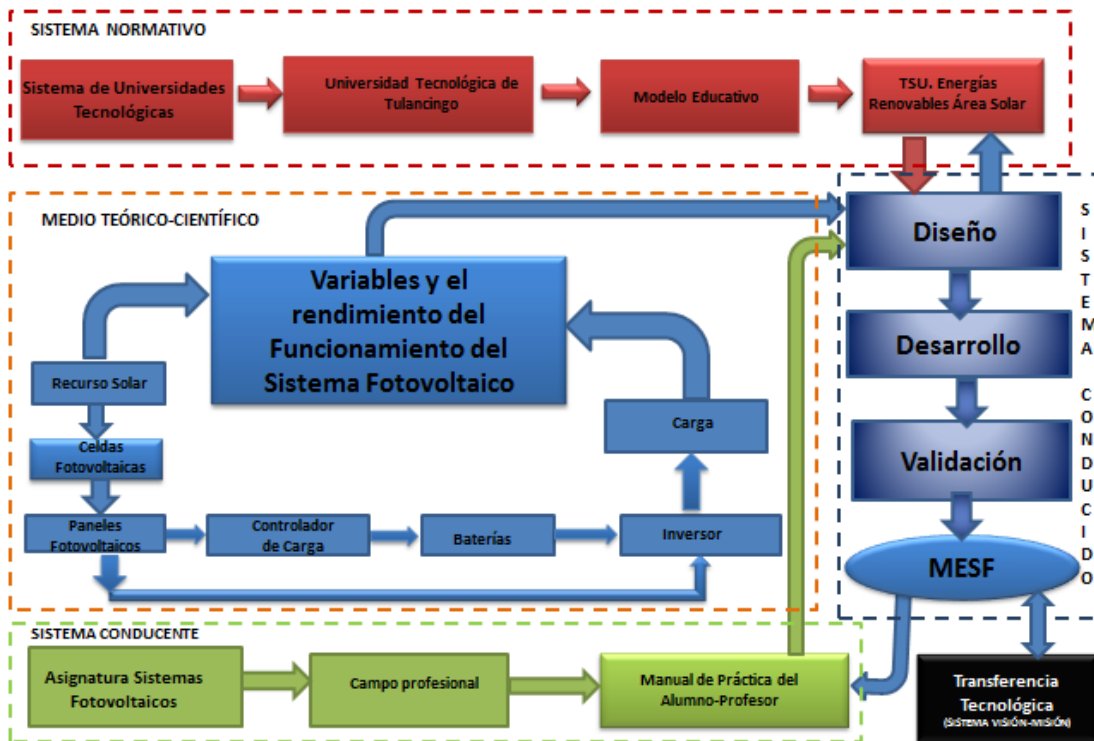 SISTEMA NORMATIVO
Sistema de Universidades
Tecnológicas
Universidad Tecnológica de
Tulancingo
Modelo Educativo
TSU. Energías
Renovables Área Solar
MEDIO TEÓRICO-CIENTÍFICO
Variables y el
rendimiento del
Funcionamiento del
Sistema Fotovoltaico
Recurso Solar
Celdas
Fotovoltaicas
Paneles
Fotovoltaicos
Controlador
de Carga
Baterías
Inversor
Carga
Diseño
Desarrollo
Validación
MESF
SISTEMA CONDUCIDO
SISTEMA CONDUCENTE
Asignatura Sistemas
Fotovoltaicos
Campo profesional
Manual de Práctica del
Alumno-Profesor
Transferencia
Tecnológica
(SISTEMA VISIÓN-MISIÓN)